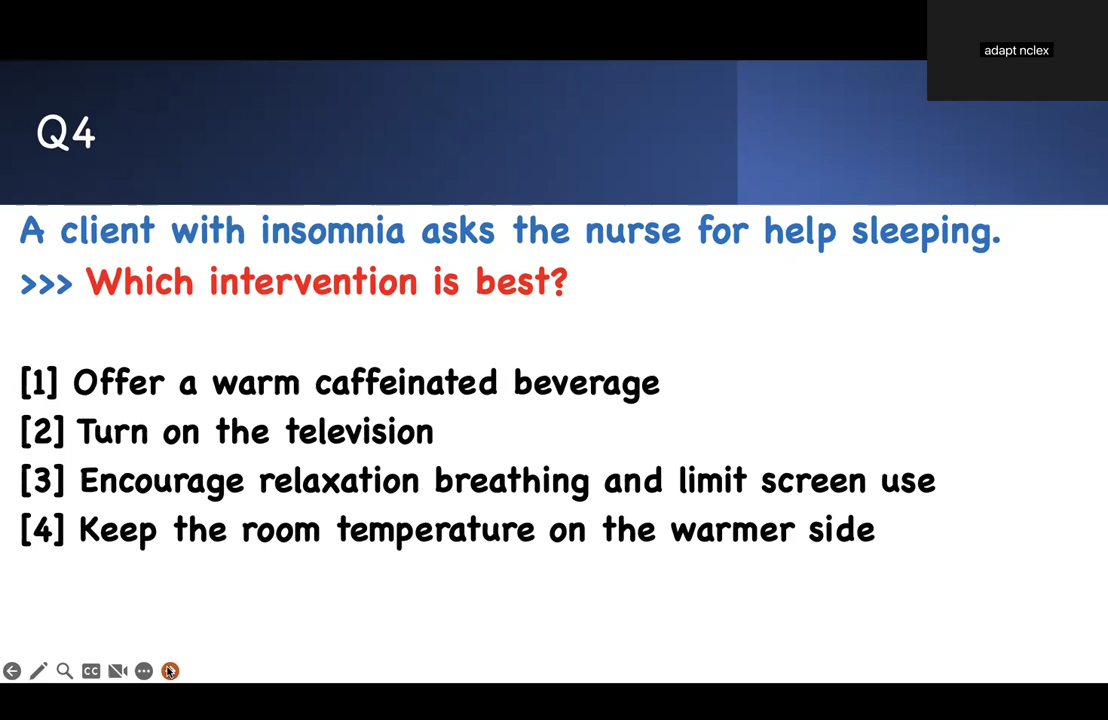 adapt nclex
Q4
A client with insomnia asks the nurse for help sleeping.
>>> Which intervention is best?
[1] Offer a warm caffeinated beverage
[2] Turn on the television
[3] Encourage relaxation breathing and limit screen use
[4] Keep the room temperature on the warmer side
CC